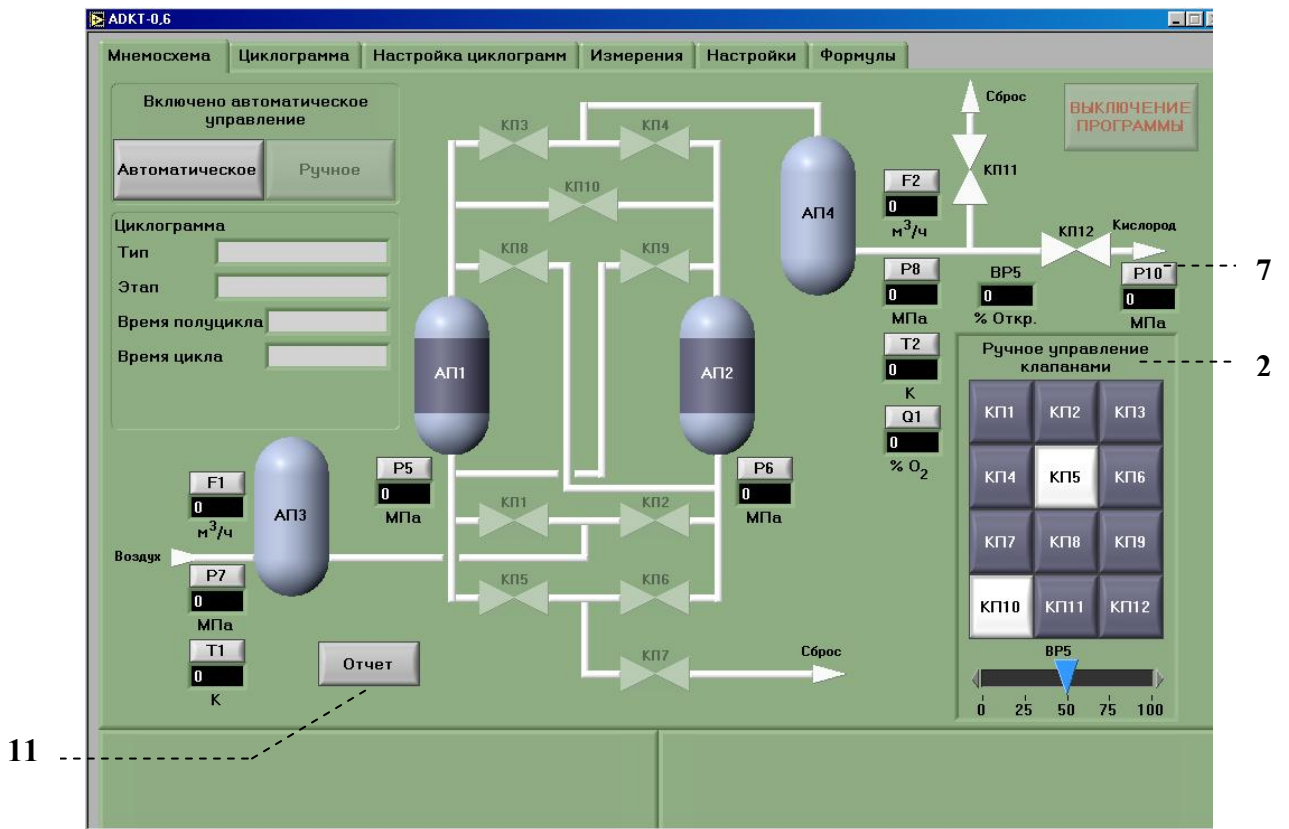 ADKT-0,6
Мнемосхема
Циклограмма
Настройка циклограмм
Измерения
Настройки
Формулы
Включено автоматическое
управление
Автоматическое
Ручное
Циклограмма
Тип
Этап
Время полуцикла
Время цикла
КП3
КП4
КП10
КП8
КП9
АП1
АП2
АП4
Сброс
КП11
ВЫКЛЮЧЕНИЕ
ПРОГРАММЫ
F2
0
м³/ч
КП12
Кислород
P8
0
МПа
ВР5
0
% Откр.
P10
0
МПа
7
T2
0
К
Q1
0
% O₂
Ручное управление
клапанами
2
КП1 КП2 КП3
КП4 КП5 КП6
КП7 КП8 КП9
КП10 КП11 КП12
ВР5
0 25 50 75 100
P5
0
МПа
P6
0
МПа
F1
0
м³/ч
АП3
Воздух
КП1
КП2
P7
0
МПа
КП5
КП6
T1
0
К
Отчет
КП7
Сброс
11